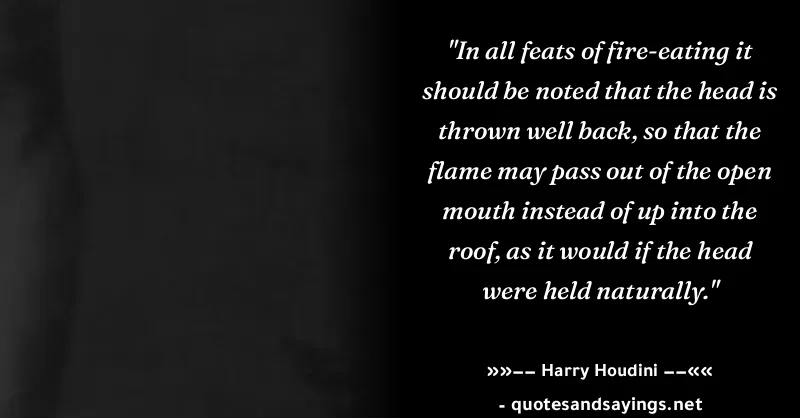 "In all feats of fire-eating it
should be noted that the head is
thrown well back, so that the
flame may pass out of the open
mouth instead of up into the
roof, as it would if the head
were held naturally."
»»–– Harry Houdini ––««
- quotesandsayings.net